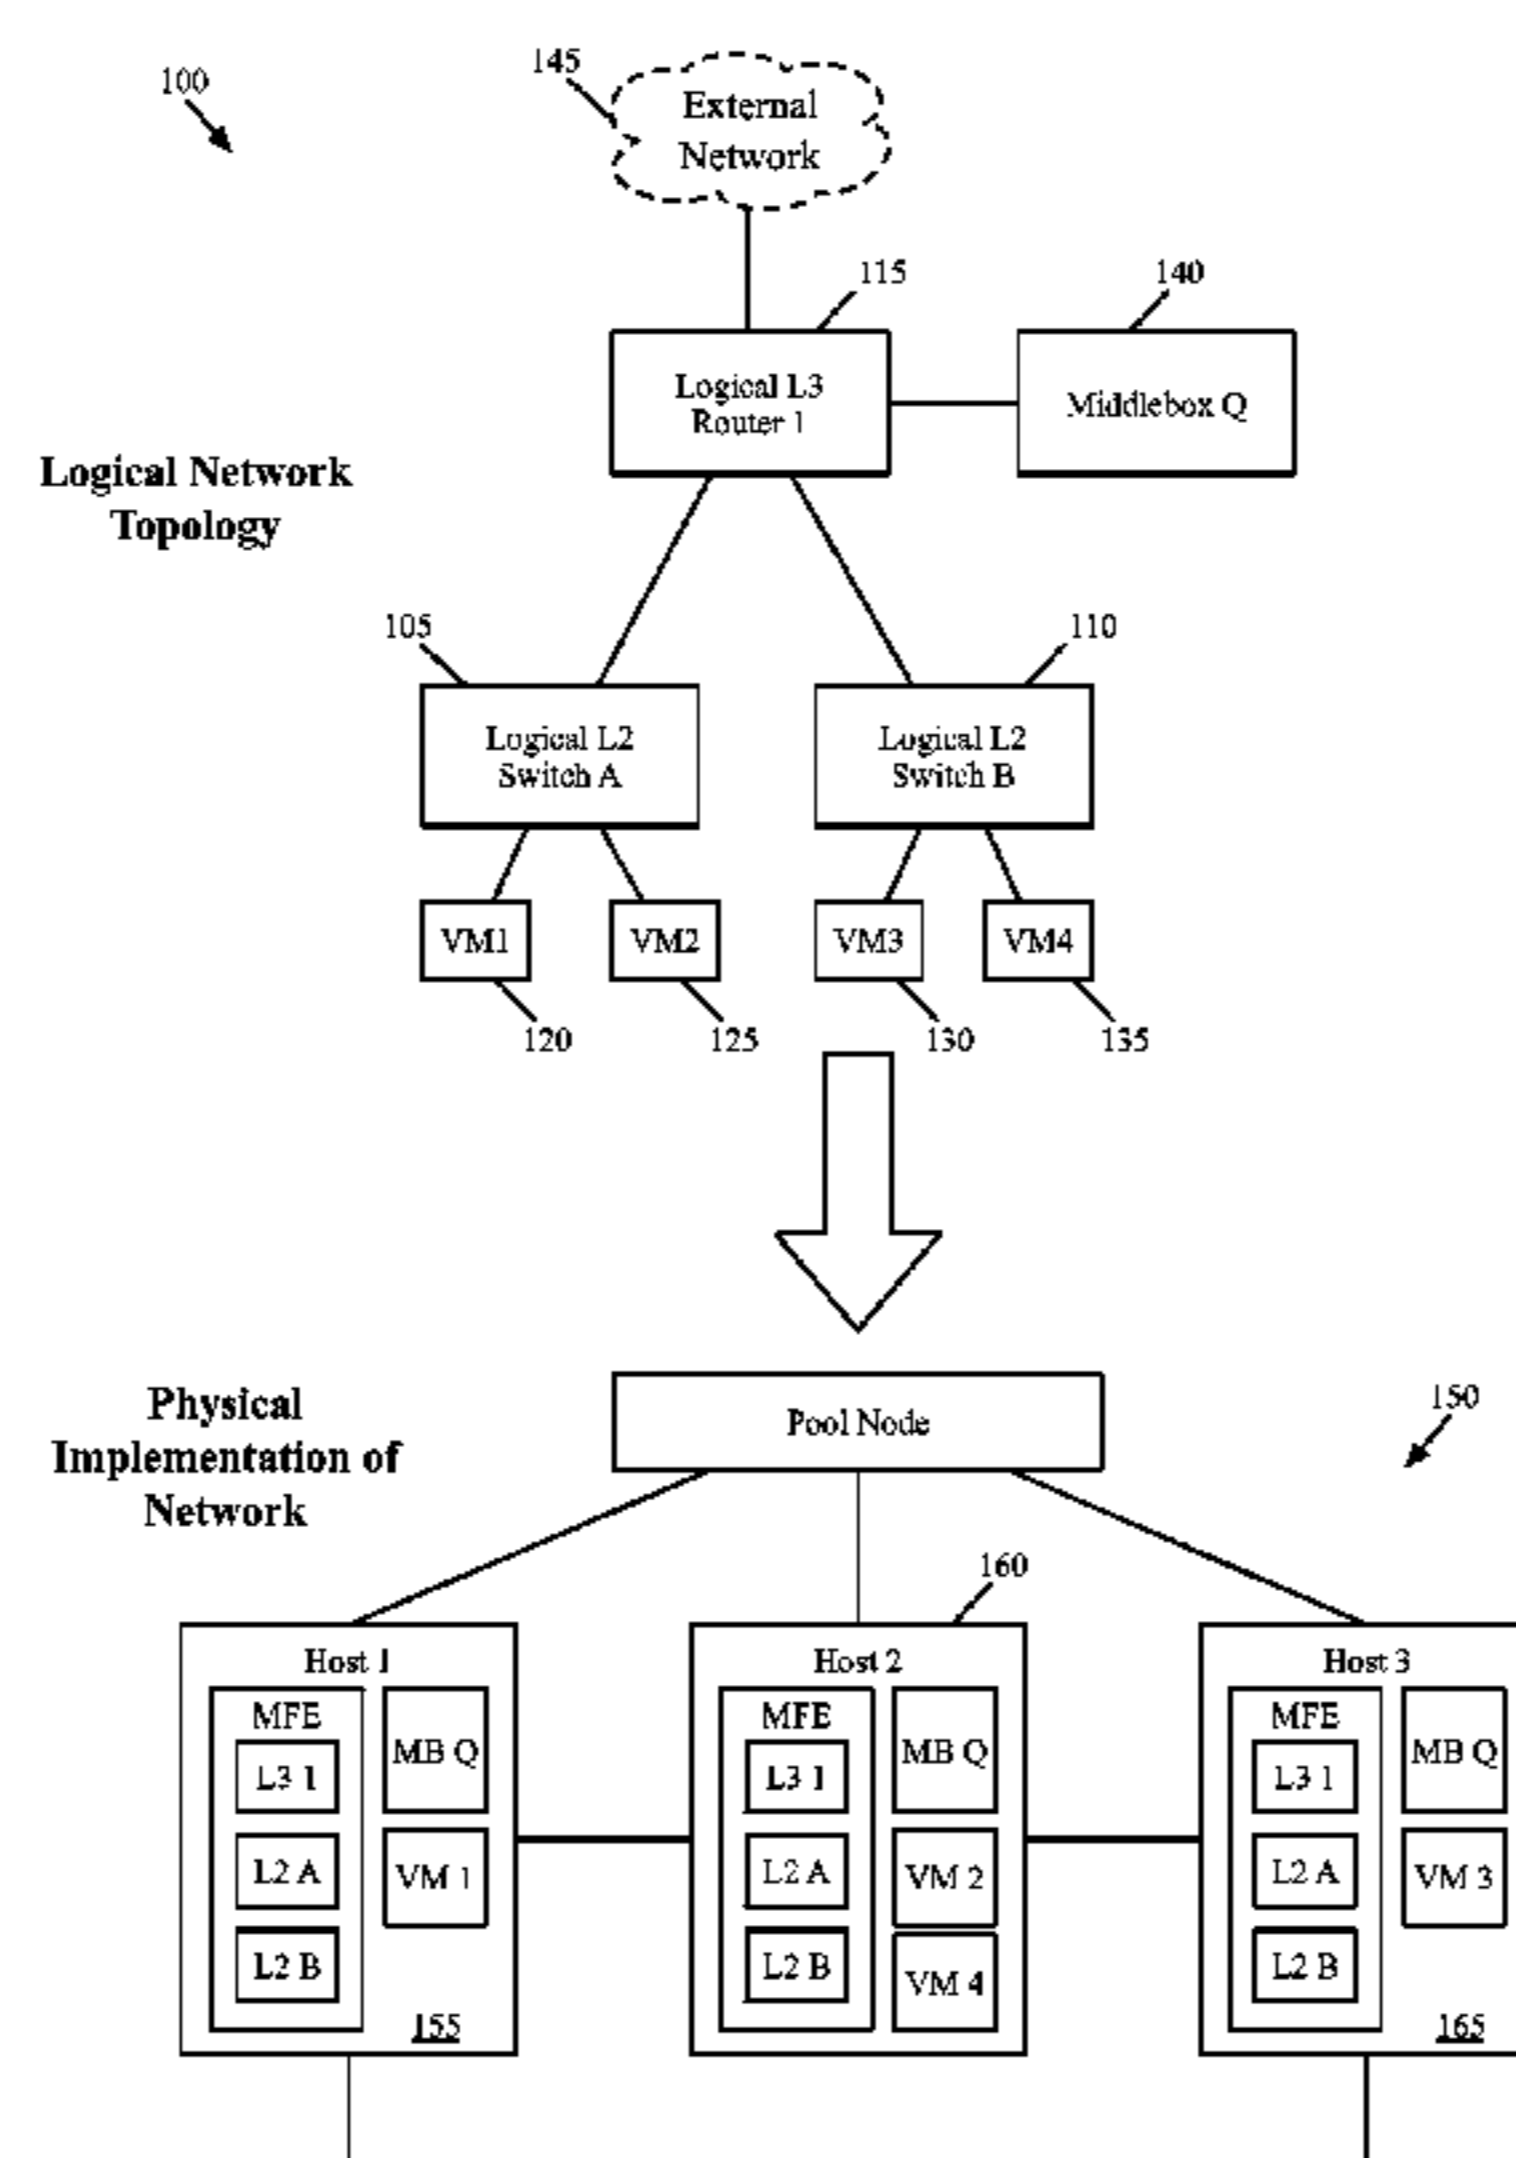 100
145
External
Network
115
140
Logical L3
Router 1
Middlebox Q
Logical Network
Topology
105
110
Logical L2
Switch A
Logical L2
Switch B
VM1
VM2
VM3
VM4
120
125
130
135
Physical
Implementation of
Network
Pool Node
150
160
Host 1
MFE
L3 1
L2 A
L2 B
MB Q
VM 1
155
Host 2
MFE
L3 1
L2 A
L2 B
MB Q
VM 2
VM 4
Host 3
MFE
L3 1
L2 A
L2 B
MB Q
VM 3
165